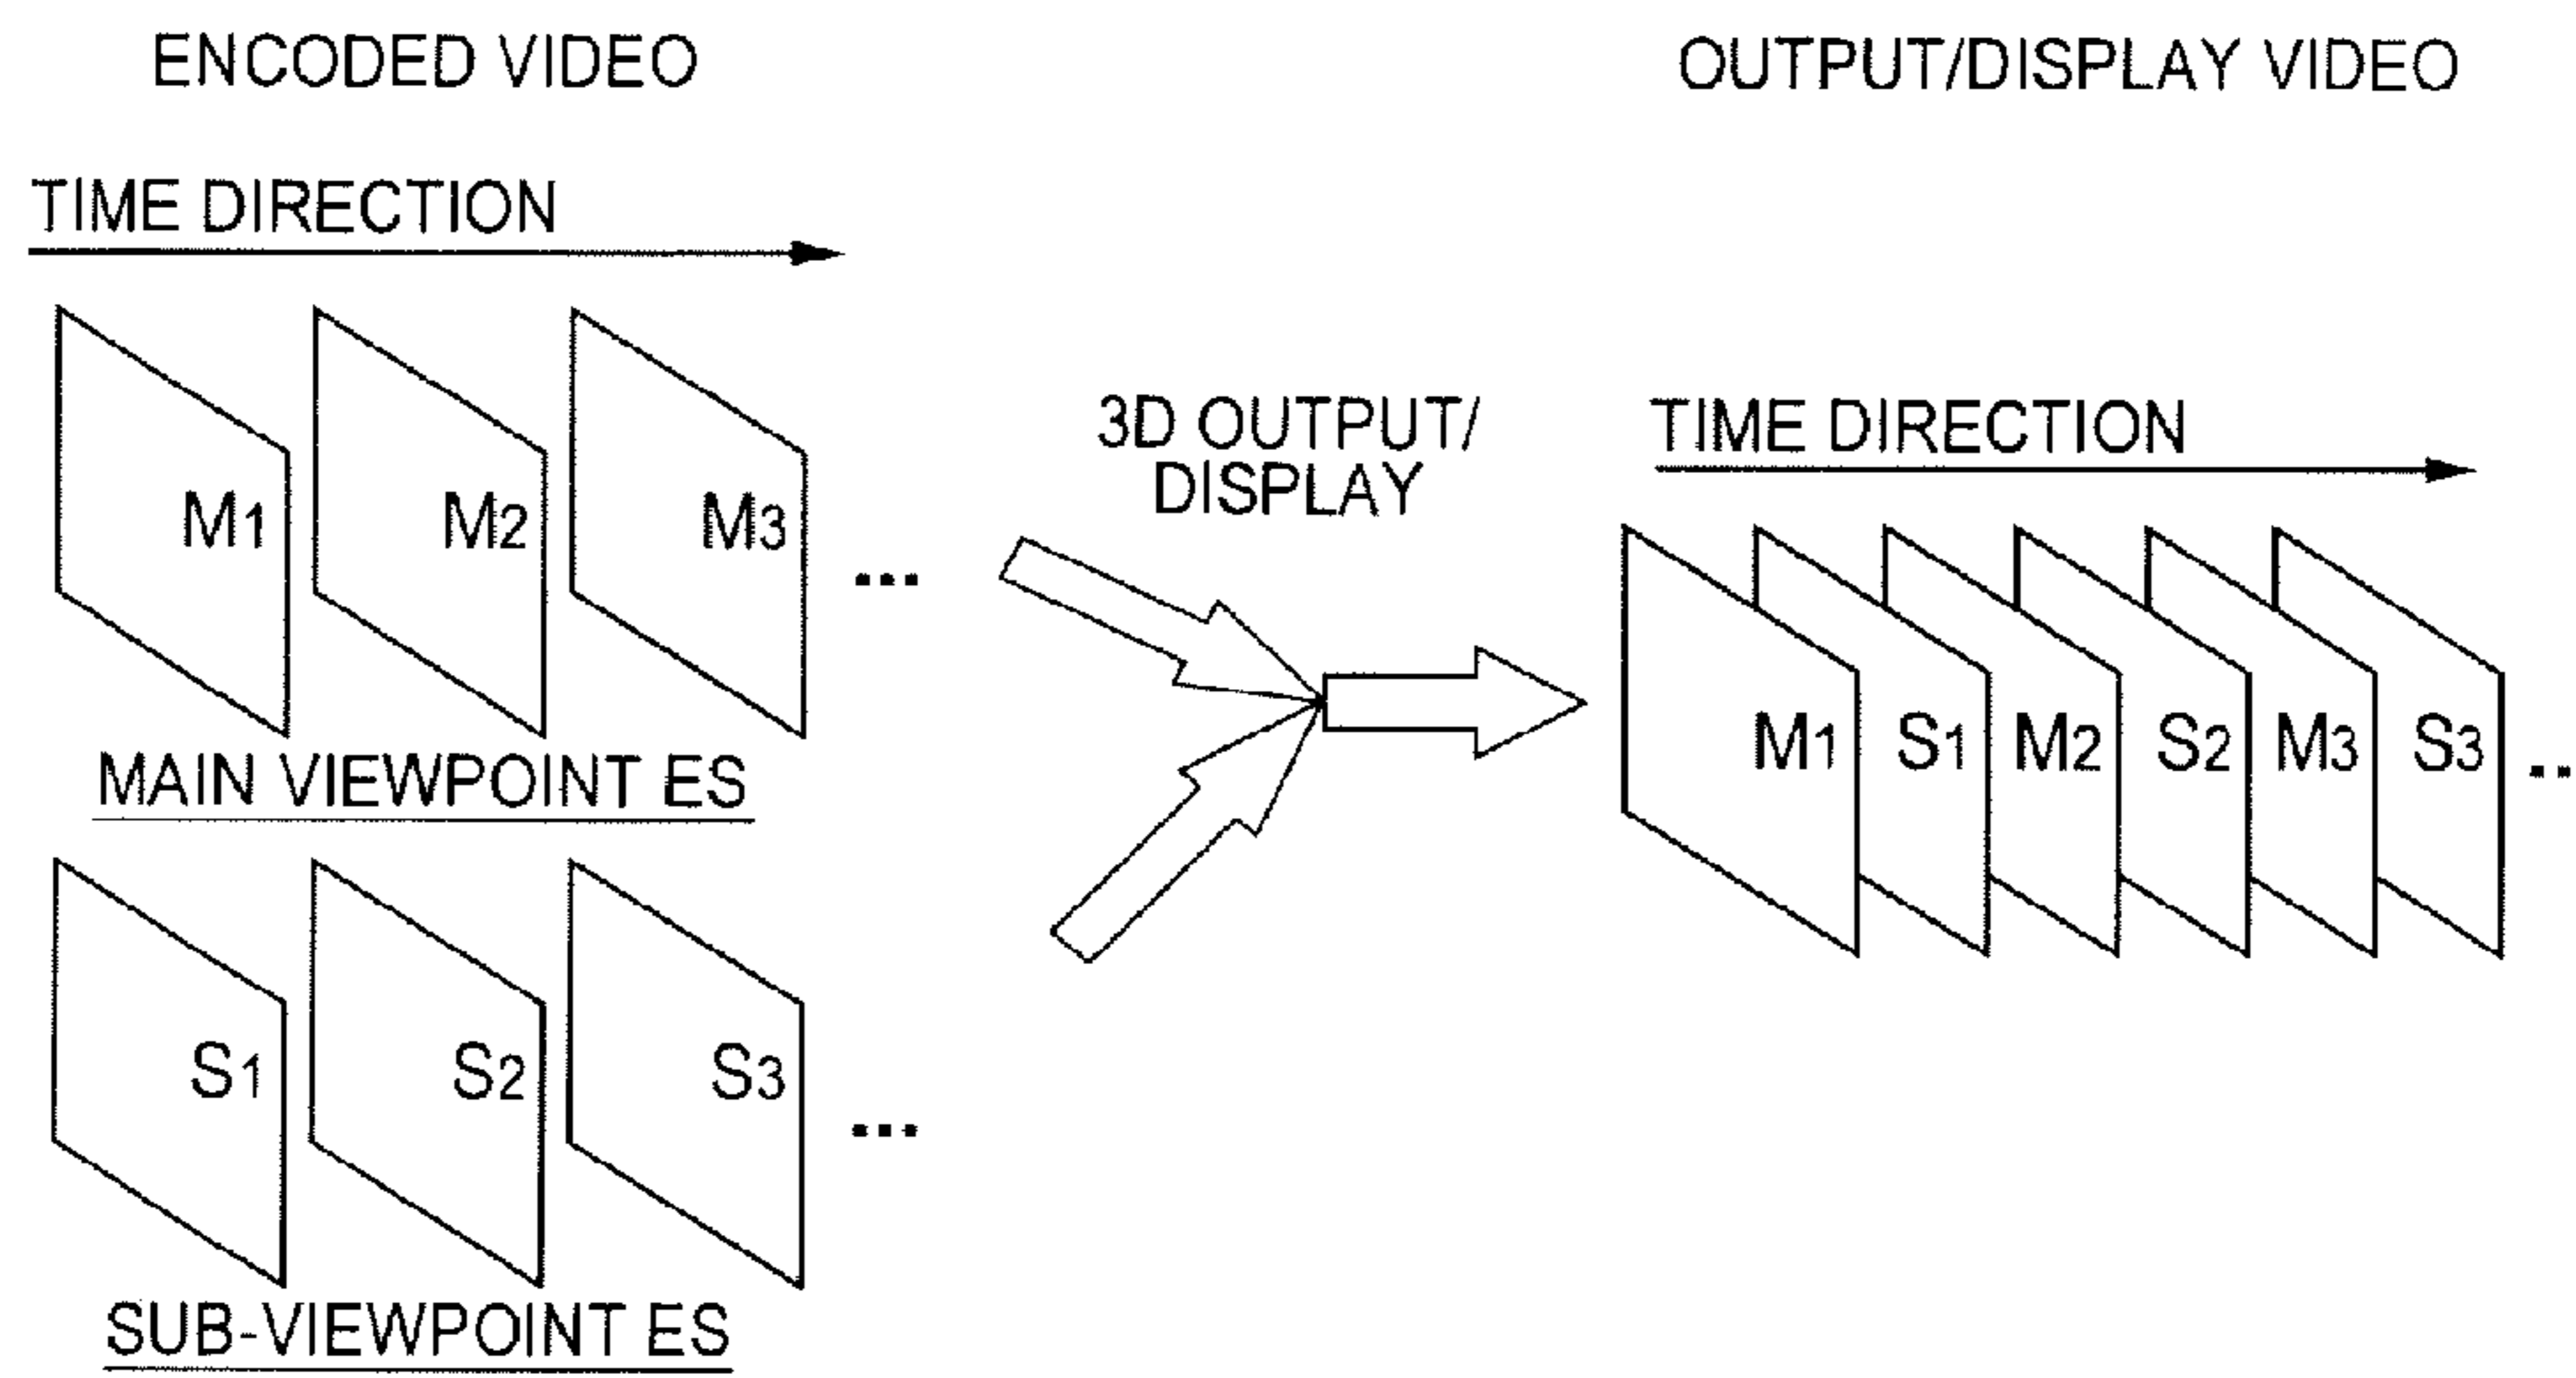 ENCODED VIDEO
TIME DIRECTION
M1 M2 M3 ...
MAIN VIEWPOINT ES
S1 S2 S3 ...
SUB-VIEWPOINT ES
3D OUTPUT/
DISPLAY
OUTPUT/DISPLAY VIDEO
TIME DIRECTION
M1 S1 M2 S2 M3 S3 ..